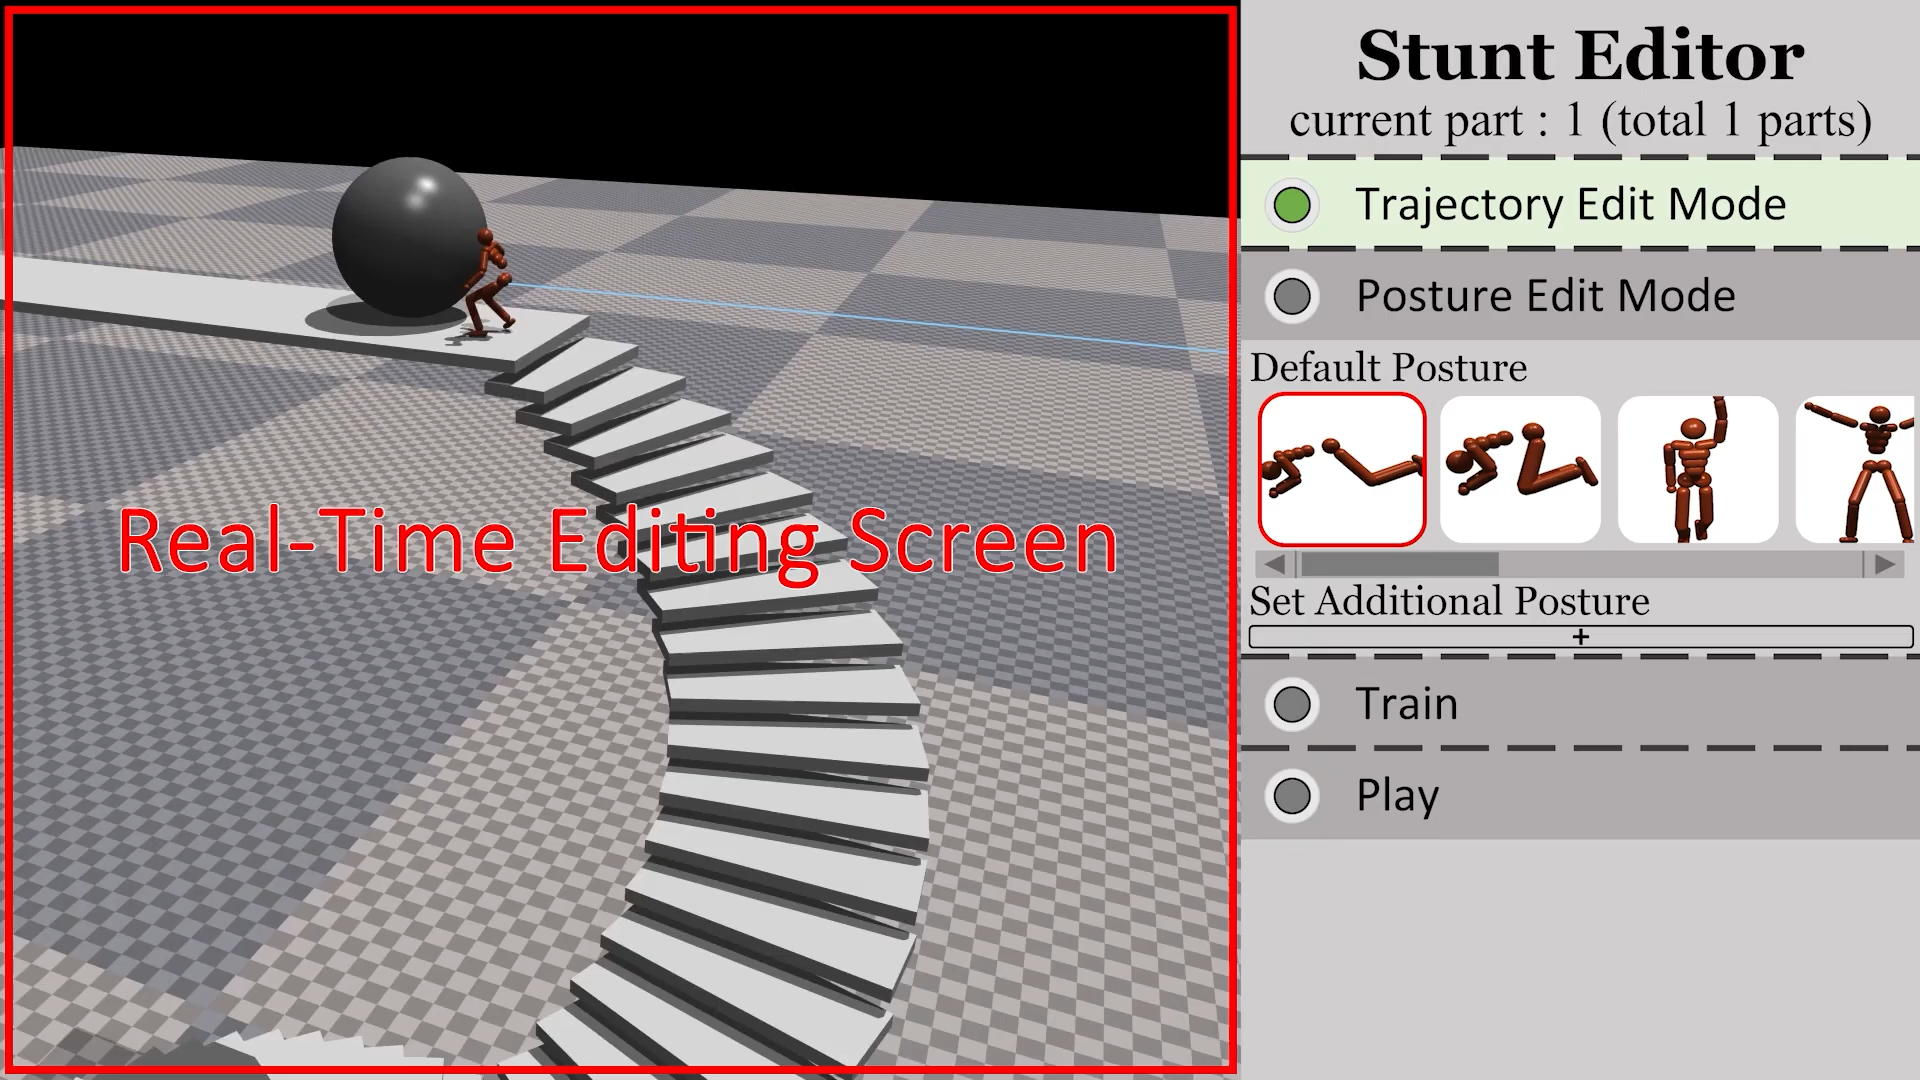 Stunt Editor
current part : 1 (total 1 parts)
Trajectory Edit Mode
Posture Edit Mode
Default Posture
Real-Time Editing Screen
Set Additional Posture
+
Train
Play